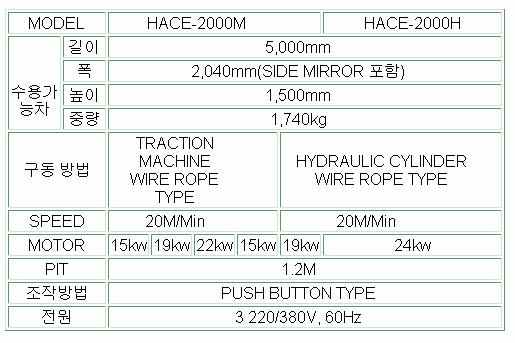 MODEL HACE-2000M HACE-2000H
수용가능차 길이 5,000mm
폭 2,040mm(SIDE MIRROR 포함)
높이 1,500mm
중량 1,740kg
구동 방법 TRACTION MACHINE WIRE ROPE TYPE HYDRAULIC CYLINDER WIRE ROPE TYPE
SPEED 20M/Min 20M/Min
MOTOR 15kw 19kw 22kw 15kw 19kw 24kw
PIT 1.2M
조작방법 PUSH BUTTON TYPE
전원 3 220/380V, 60Hz